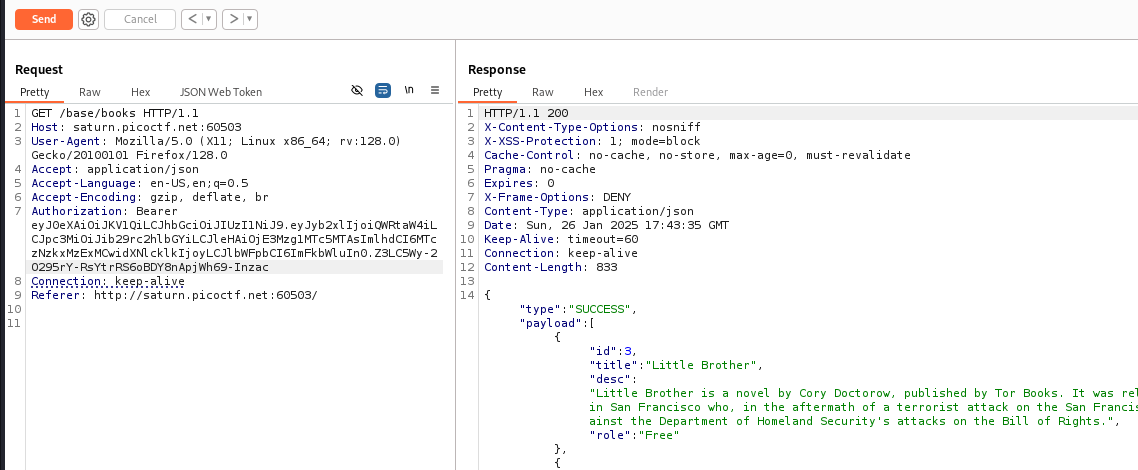 Send Cancel < >
Request
Pretty Raw Hex JSON Web Token \n
1 GET /base/books HTTP/1.1
2 Host: saturn.picoctf.net:60503
3 User-Agent: Mozilla/5.0 (X11; Linux x86_64; rv:128.0)
Gecko/20100101 Firefox/128.0
4 Accept: application/json
5 Accept-Language: en-US,en;q=0.5
6 Accept-Encoding: gzip, deflate, br
7 Authorization: Bearer
eyJ0eXAiOiJKV1QiLCJhbGciOiJIUzI1NiJ9.eyJyb2xlIjoiQWRtaW4iL
CJpc3MiOiJib29rc2hlbGYiLCJleHAiOjE3Mzg1MTc5MTAsImlhdCI6MTc
zNzkxMzExMCwidXNlcklkIjoyLCJlbWFpbCI6ImFkbWluIn0.Z3LC5Wy-2
O295rY-RsYtrRS6oBDY8nApjWh69-Inzac
8 Connection: keep-alive
9 Referer: http://saturn.picoctf.net:60503/
10
11
Response
Pretty Raw Hex Render
1 HTTP/1.1 200
2 X-Content-Type-Options: nosniff
3 X-XSS-Protection: 1; mode=block
4 Cache-Control: no-cache, no-store, max-age=0, must-revalidate
5 Pragma: no-cache
6 Expires: 0
7 X-Frame-Options: DENY
8 Content-Type: application/json
9 Date: Sun, 26 Jan 2025 17:43:35 GMT
10 Keep-Alive: timeout=60
11 Connection: keep-alive
12 Content-Length: 833
13
14 {
"type":"SUCCESS",
"payload":[
{
"id":3,
"title":"Little Brother",
"desc":
"Little Brother is a novel by Cory Doctorow, published by Tor Books. It was rel
in San Francisco who, in the aftermath of a terrorist attack on the San Francis
ainst the Department of Homeland Security's attacks on the Bill of Rights.",
"role":"Free"
},
{